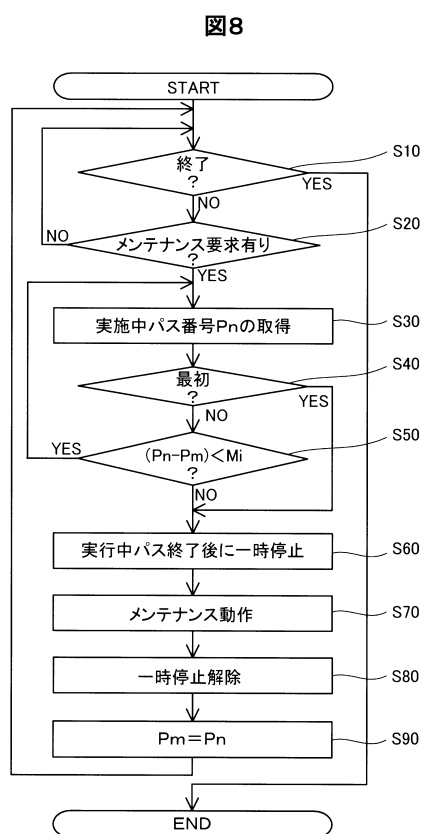 図8
START
終了
?
S10
YES
NO
メンテナンス要求有り
?
S20
NO
YES
実施中パス番号Pnの取得
S30
最初
?
S40
YES
NO
(Pn-Pm)<Mi
?
S50
YES
NO
実行中パス終了後に一時停止
S60
メンテナンス動作
S70
一時停止解除
S80
Pm=Pn
S90
END